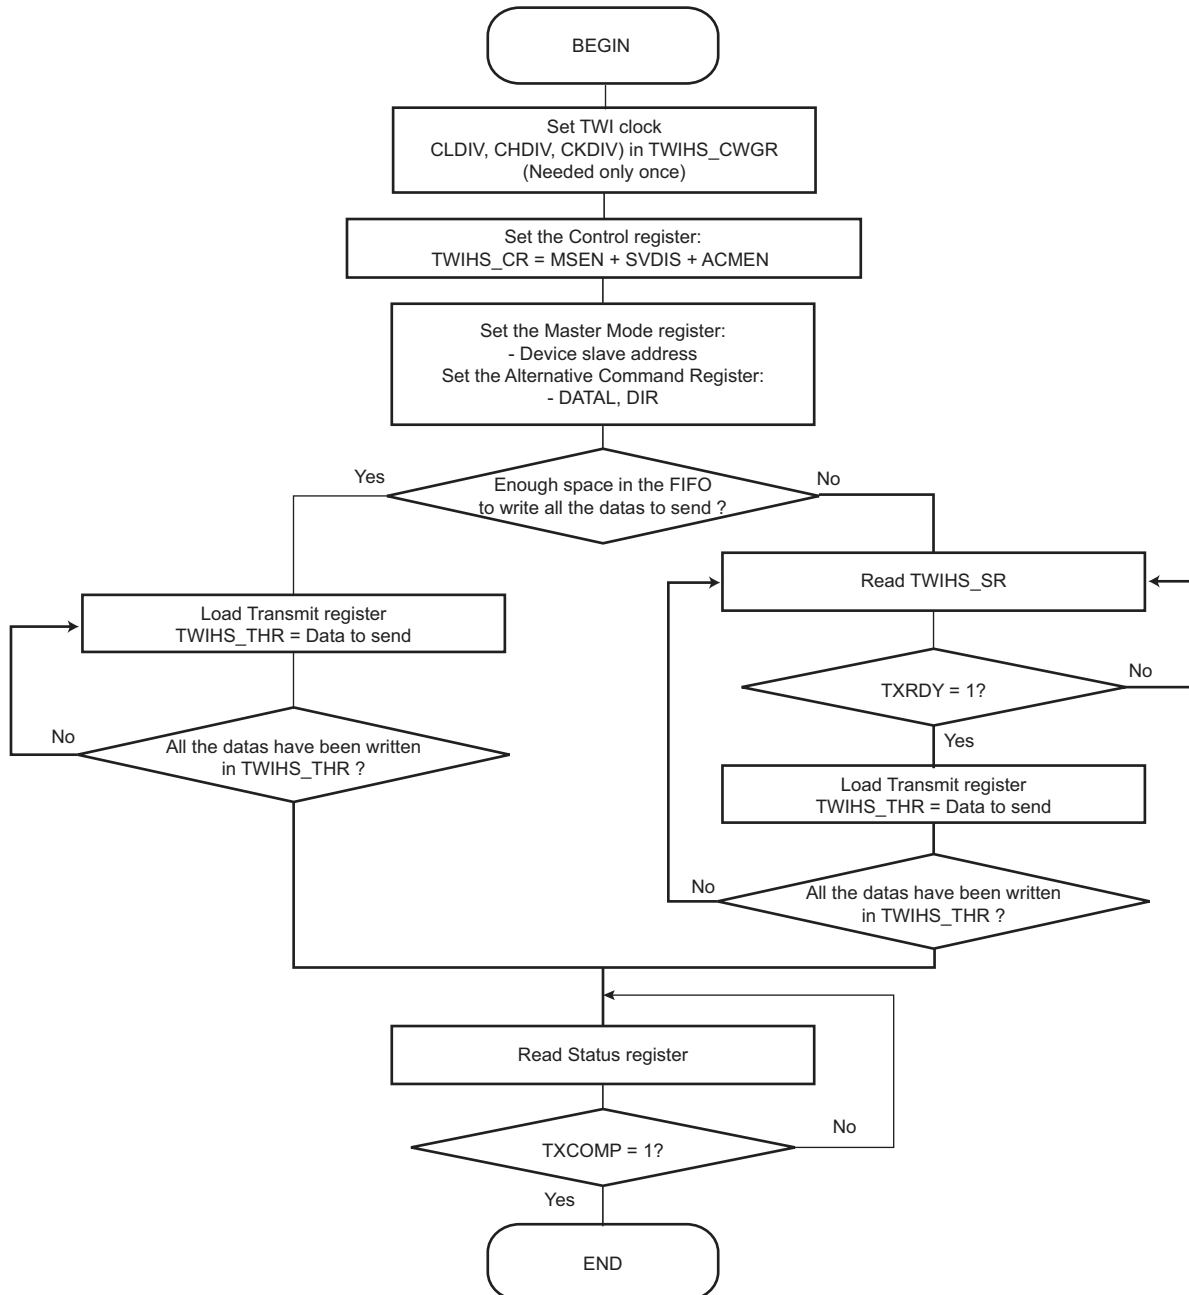 BEGIN
Set TWI clock
CLDIV, CHDIV, CKDIV) in TWIHS_CWGR
(Needed only once)
Set the Control register:
TWIHS_CR = MSEN + SVDIS + ACMEN
Set the Master Mode register:
- Device slave address
Set the Alternative Command Register:
- DATAL, DIR
Yes
Enough space in the FIFO
to write all the datas to send ?
No
Read TWIHS_SR
Load Transmit register
TWIHS_THR = Data to send
TXRDY = 1?
No
Yes
No
All the datas have been written
in TWIHS_THR ?
Load Transmit register
TWIHS_THR = Data to send
No
All the datas have been written
in TWIHS_THR ?
Read Status register
TXCOMP = 1?
No
Yes
END